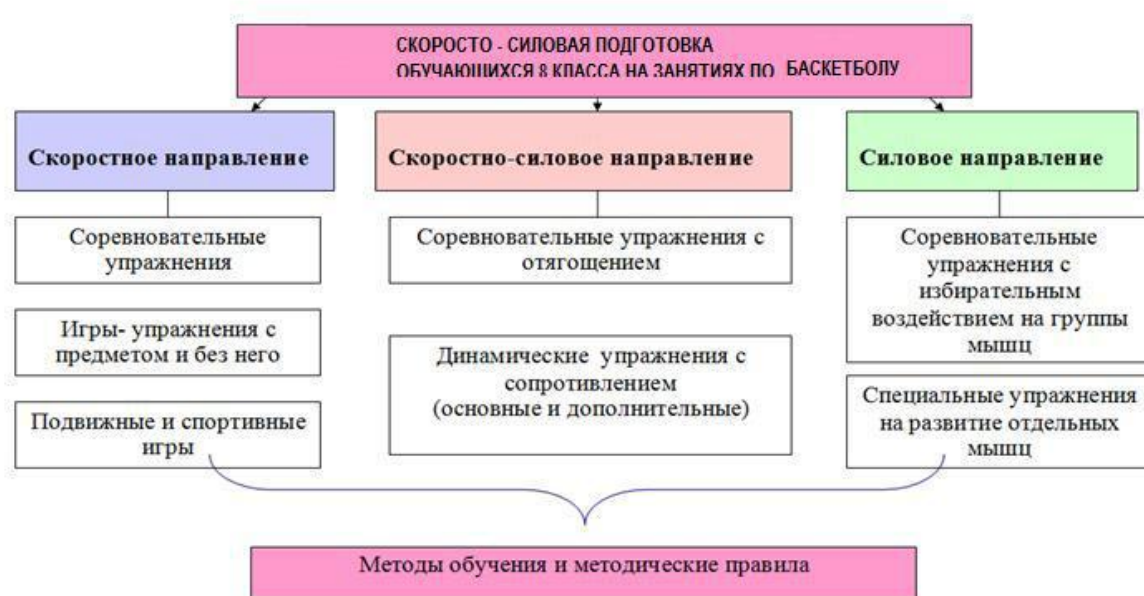 СКОРОСТО - СИЛОВАЯ ПОДГОТОВКА
ОБУЧАЮЩИХСЯ 8 КЛАССА НА ЗАНЯТИЯХ ПО БАСКЕТБОЛУ
Скоростное направление
Соревновательные
упражнения
Игры- упражнения с
предметом и без него
Подвижные и спортивные
игры
Скоростно-силовое направление
Соревновательные упражнения с
отягощением
Динамические упражнения с
сопротивлением
(основные и дополнительные)
Силовое направление
Соревновательные
упражнения с
избирательным
воздействием на группы
мышц
Специальные упражнения
на развитие отдельных
мышц
Методы обучения и методические правила